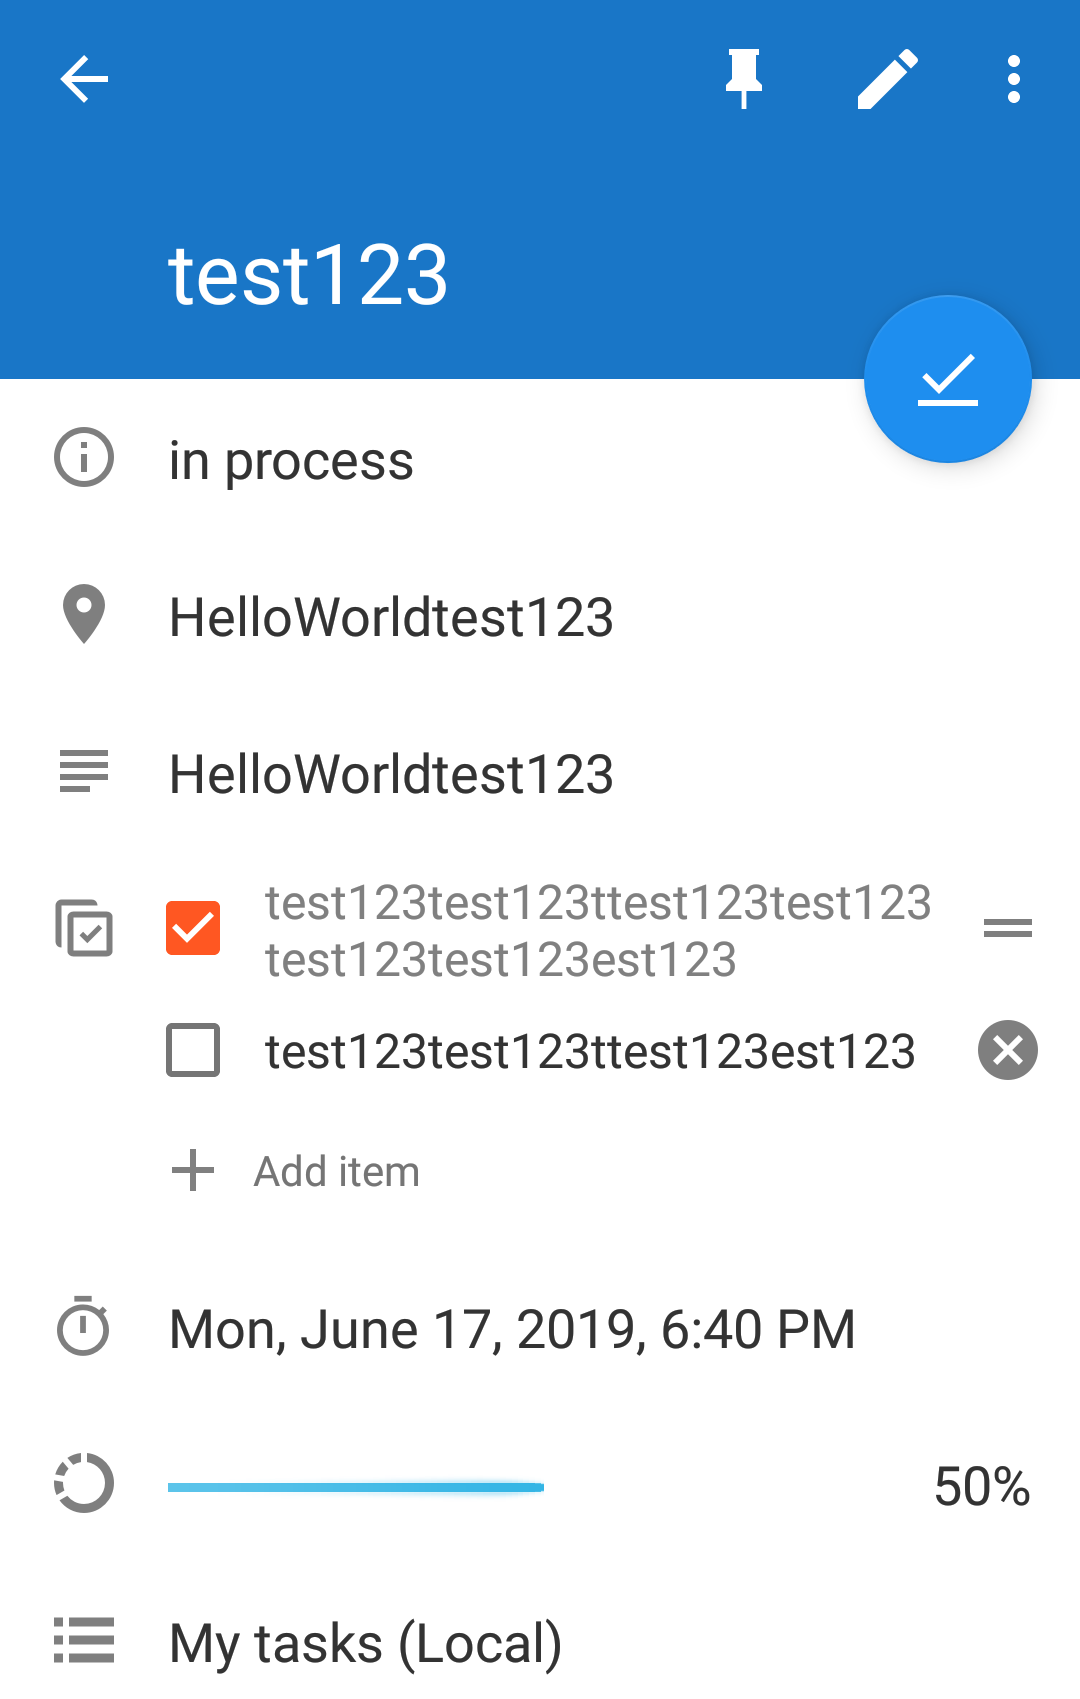 test123
in process
HelloWorldtest123
HelloWorldtest123
test123test123ttest123test123
test123test123est123
test123test123ttest123est123
Add item
Mon, June 17, 2019, 6:40 PM
50%
My tasks (Local)